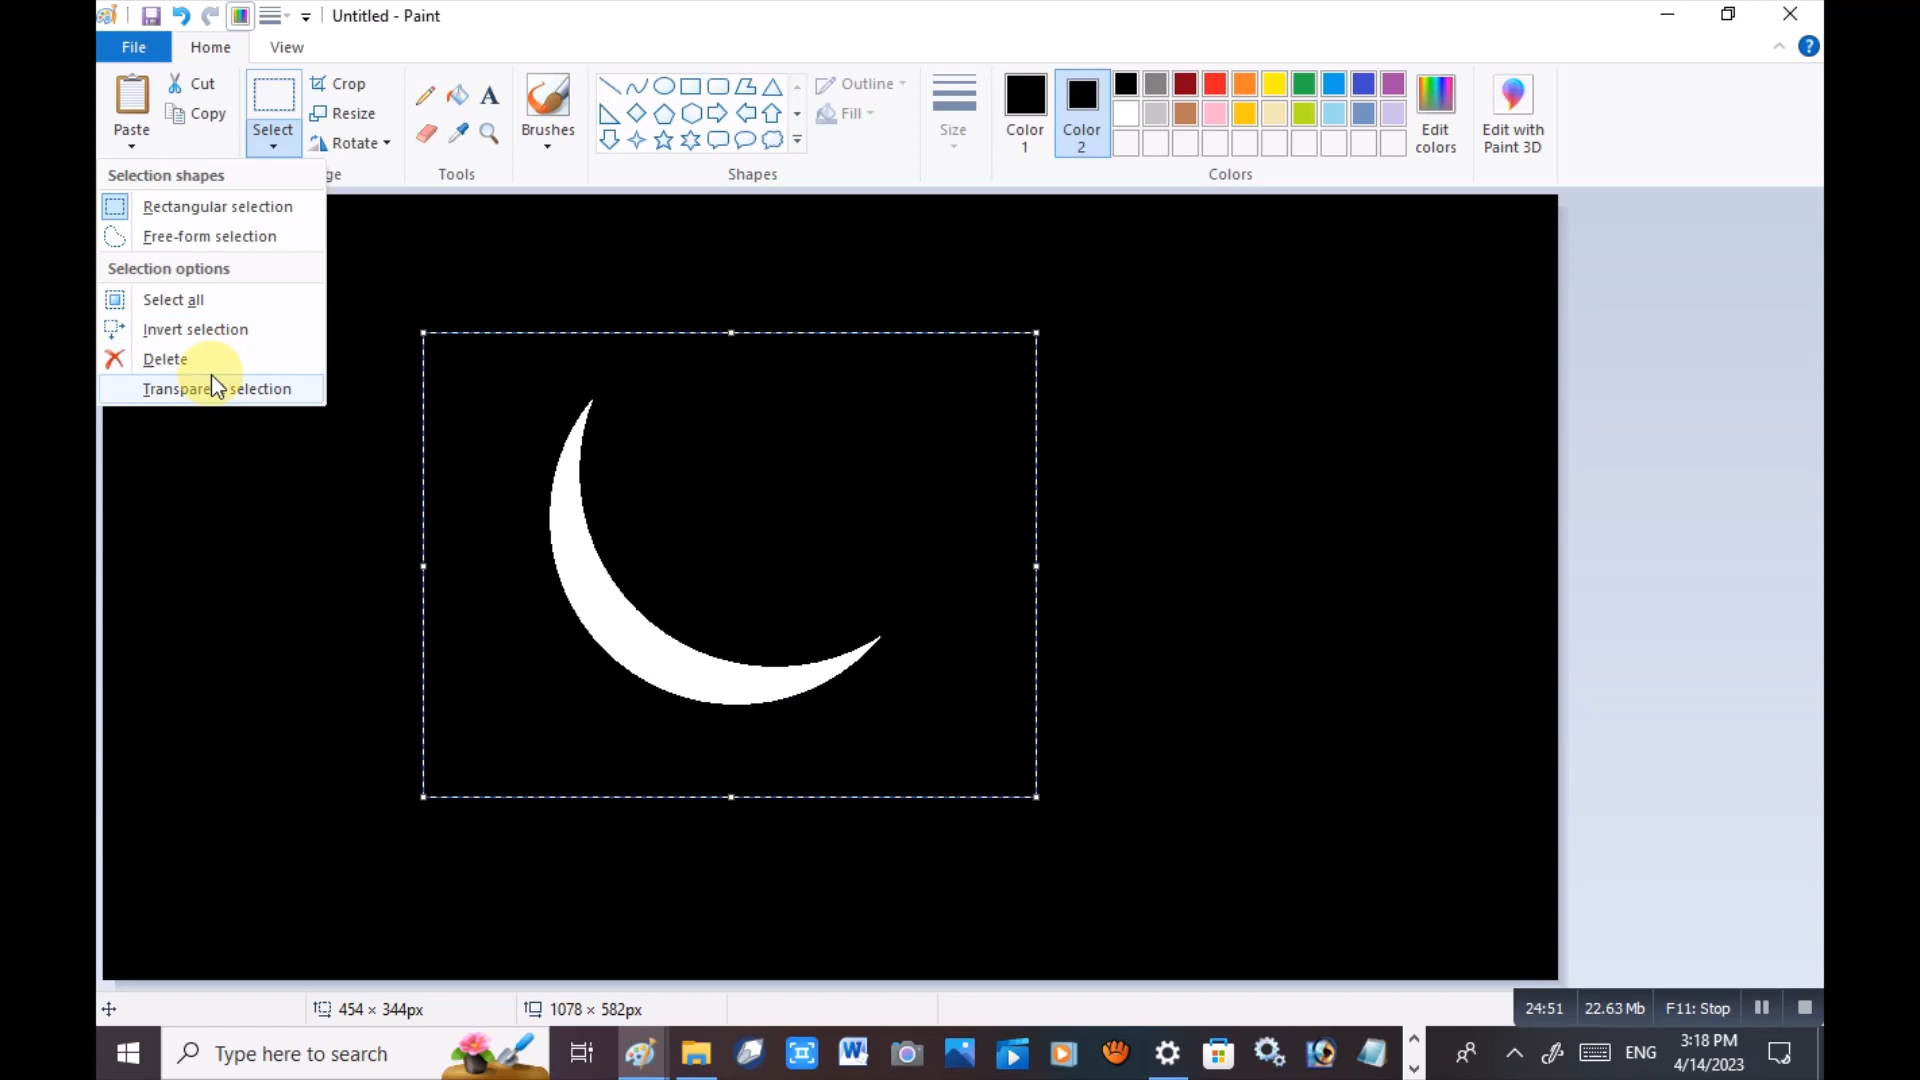 Untitled - Paint
File
Home
View
Paste
Cut
Copy
Select
Crop
Resize
Rotate
Brushes
Outline
Fill
Size
Color
1
Color
2
Edit
colors
Edit with
Paint 3D
ge
Tools
Shapes
Colors
Selection shapes
Rectangular selection
Free-form selection
Selection options
Select all
Invert selection
Delete
Transparent selection
454 × 344px
1078 × 582px
24:51
22.63 Mb
F11: Stop
Type here to search
ENG
3:18 PM
4/14/2023